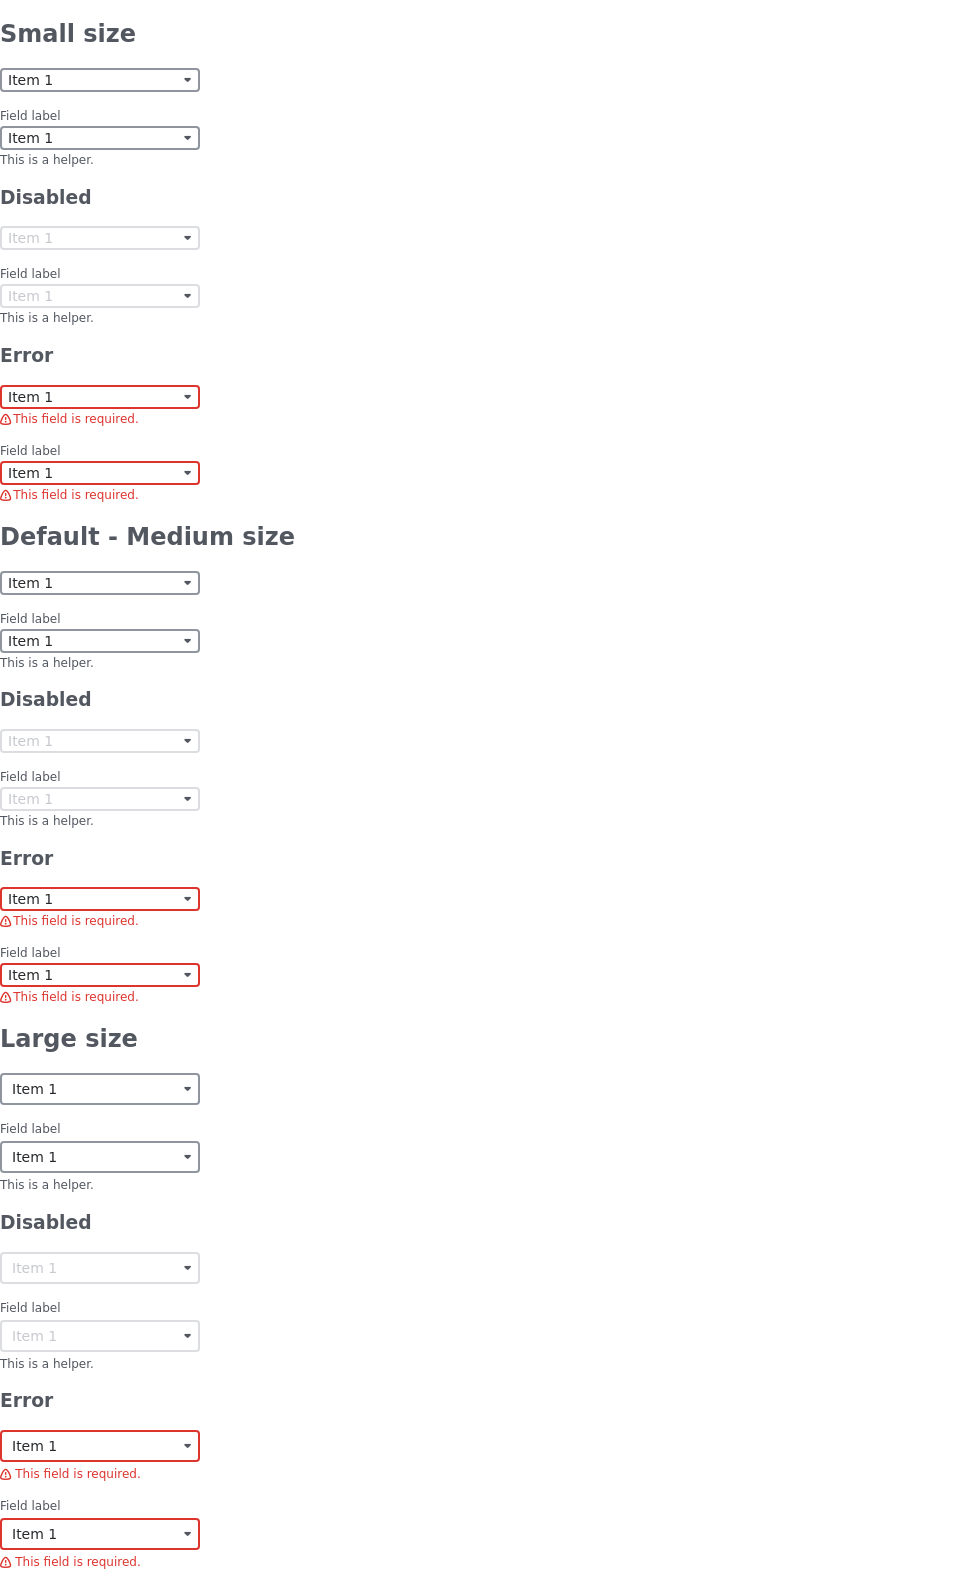 Small size
Item 1
Field label
Item 1
This is a helper.
Disabled
Item 1
Field label
Item 1
This is a helper.
Error
Item 1
This field is required.
Field label
Item 1
This field is required.
Default - Medium size
Item 1
Field label
Item 1
This is a helper.
Disabled
Item 1
Field label
Item 1
This is a helper.
Error
Item 1
This field is required.
Field label
Item 1
This field is required.
Large size
Item 1
Field label
Item 1
This is a helper.
Disabled
Item 1
Field label
Item 1
This is a helper.
Error
Item 1
This field is required.
Field label
Item 1
This field is required.